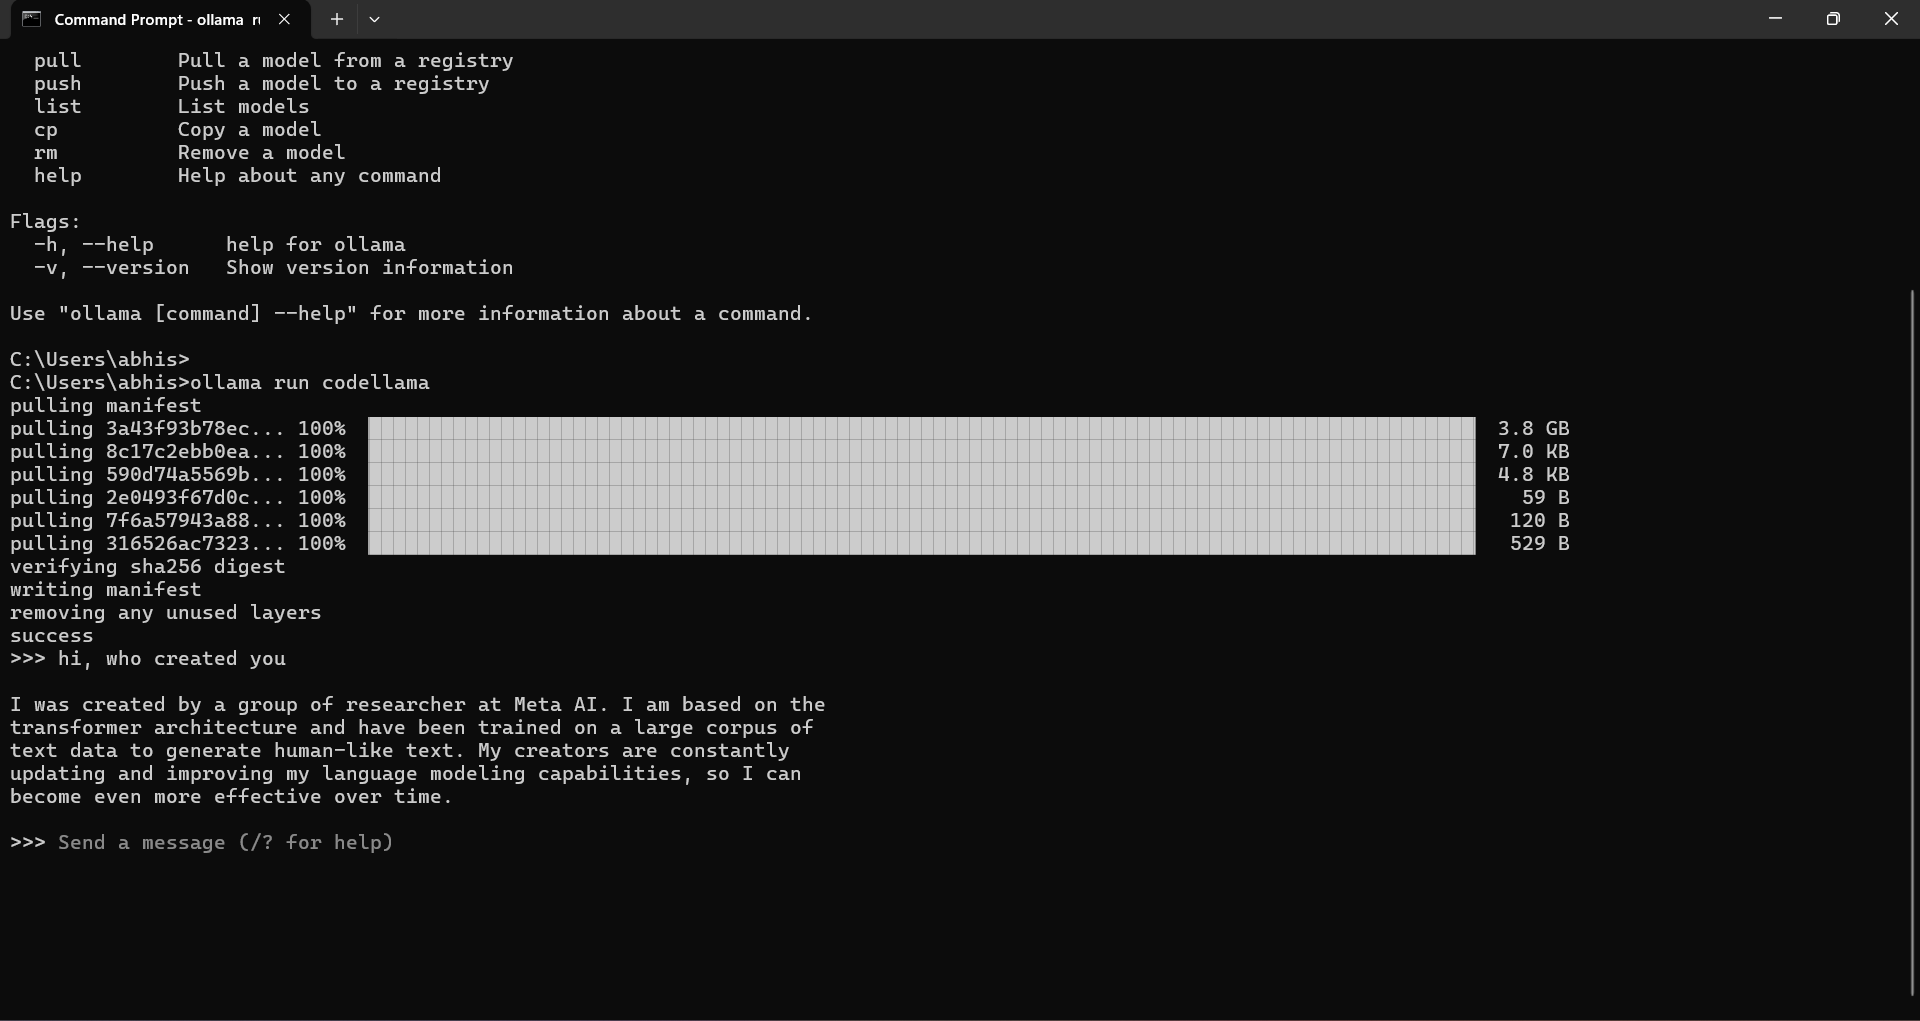 Command Prompt - ollama ru
pull        Pull a model from a registry
push        Push a model to a registry
list        List models
cp          Copy a model
rm          Remove a model
help        Help about any command
Flags:
-h, --help      help for ollama
-v, --version   Show version information
Use "ollama [command] --help" for more information about a command.
C:\Users\abhis>
C:\Users\abhis>ollama run codellama
pulling manifest
pulling 3a43f93b78ec... 100% 3.8 GB
pulling 8c17c2ebb0ea... 100% 7.0 KB
pulling 590d74a5569b... 100% 4.8 KB
pulling 2e0493f67d0c... 100% 59 B
pulling 7f6a57943a88... 100% 120 B
pulling 316526ac7323... 100% 529 B
verifying sha256 digest
writing manifest
removing any unused layers
success
>>> hi, who created you
I was created by a group of researcher at Meta AI. I am based on the
transformer architecture and have been trained on a large corpus of
text data to generate human-like text. My creators are constantly
updating and improving my language modeling capabilities, so I can
become even more effective over time.
>>> Send a message (/? for help)